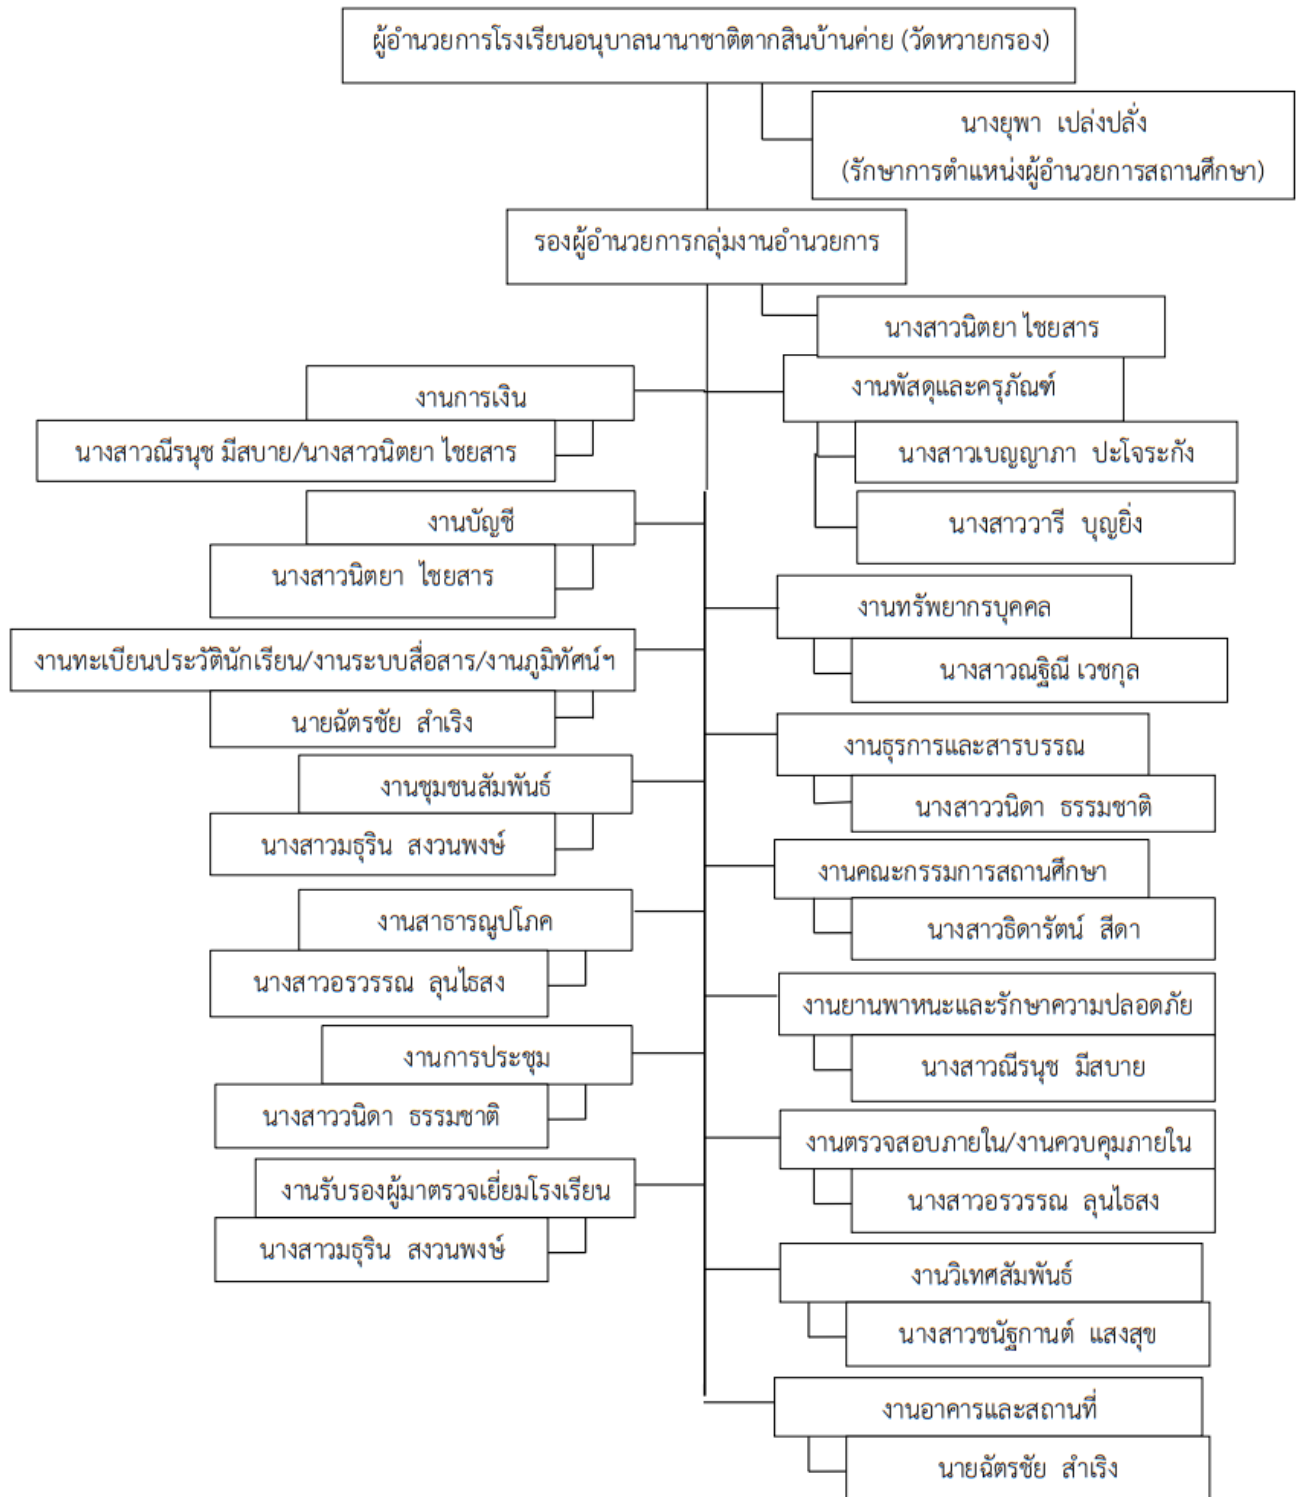 ผู้อำนวยการโรงเรียนอนุบาลนานาชาติตากสินบ้านค่าย (วัดหวายกรอง)
นางยุพา เปล่งปลั่ง
(รักษาการตำแหน่งผู้อำนวยการสถานศึกษา)
รองผู้อำนวยการกลุ่มงานอำนวยการ
นางสาวนิตยา ไชยสาร
งานการเงิน
นางสาวณีรนุช มีสบาย/นางสาวนิตยา ไชยสาร
งานพัสดุและครุภัณฑ์
นางสาวเบญญาภา ปะโจระกัง
นางสาววารี บุญยิ่ง
งานบัญชี
นางสาวนิตยา ไชยสาร
งานทรัพยากรบุคคล
นางสาวณฐิณี เวชกุล
งานทะเบียนประวัตินักเรียน/งานระบบสื่อสาร/งานภูมิทัศน์ฯ
นายฉัตรชัย สำเริง
งานธุรการและสารบรรณ
นางสาววนิดา ธรรมชาติ
งานชุมชนสัมพันธ์
นางสาวมธุริน สงวนพงษ์
งานคณะกรรมการสถานศึกษา
นางสาวธิดารัตน์ สีดา
งานสาธารณูปโภค
นางสาวอรวรรณ ลุนไธสง
งานยานพาหนะและรักษาความปลอดภัย
นางสาวณีรนุช มีสบาย
งานการประชุม
นางสาววนิดา ธรรมชาติ
งานตรวจสอบภายใน/งานควบคุมภายใน
นางสาวอรวรรณ ลุนไธสง
งานรับรองผู้มาตรวจเยี่ยมโรงเรียน
นางสาวมธุริน สงวนพงษ์
งานวิเทศสัมพันธ์
นางสาวชนัฐกานต์ แสงสุข
งานอาคารและสถานที่
นายฉัตรชัย สำเริง